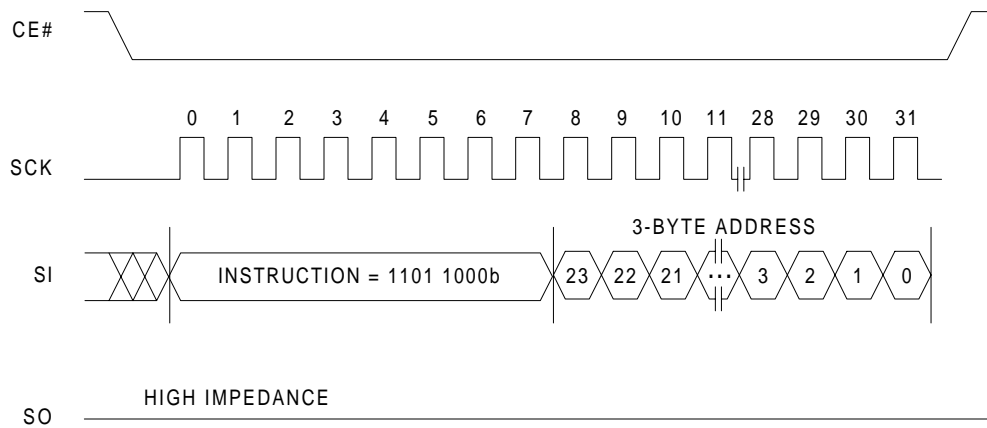 CE#
0 1 2 3 4 5 6 7 8 9 10 11 28 29 30 31
SCK
3-BYTE ADDRESS
SI INSTRUCTION = 1101 1000b 23 22 21 ... 3 2 1 0
HIGH IMPEDANCE
SO